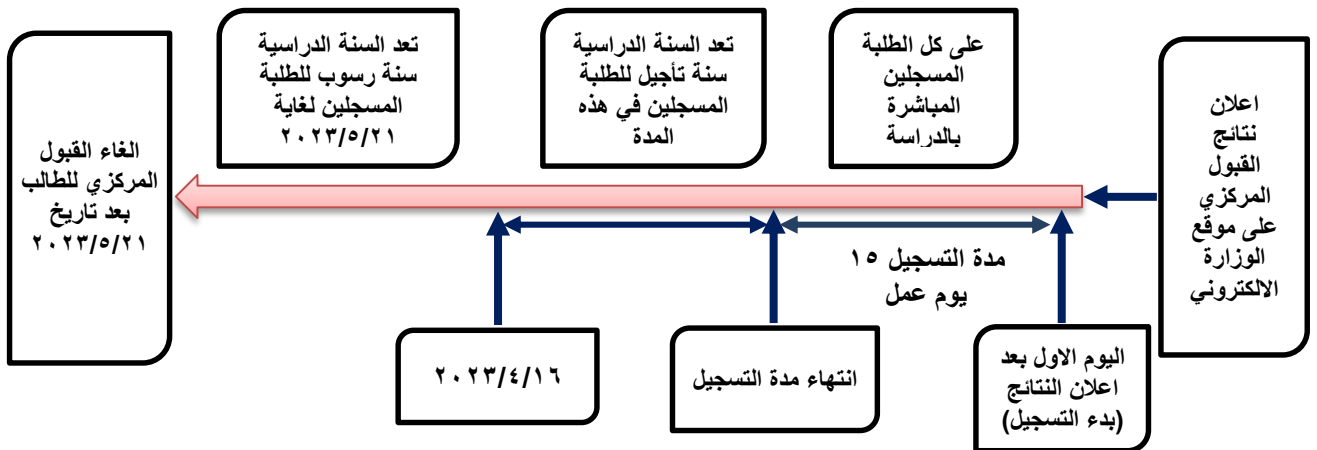 اعلان
نتائج
القبول
المركزي
على موقع
الوزارة
الالكتروني
على كل الطلبة
المسجلين
المباشرة
بالدراسة
تعد السنة الدراسية
سنة تأجيل للطلبة
المسجلين في هذه
المدة
تعد السنة الدراسية
سنة رسوب للطلبة
المسجلين لغاية
٢٠٢٣/٥/٢١
الغاء القبول
المركزي للطالب
بعد تاريخ
٢٠٢٣/٥/٢١
مدة التسجيل ١٥
يوم عمل
اليوم الاول بعد
اعلان النتائج
(بدء التسجيل)
انتهاء مدة التسجيل
٢٠٢٣/٤/١٦